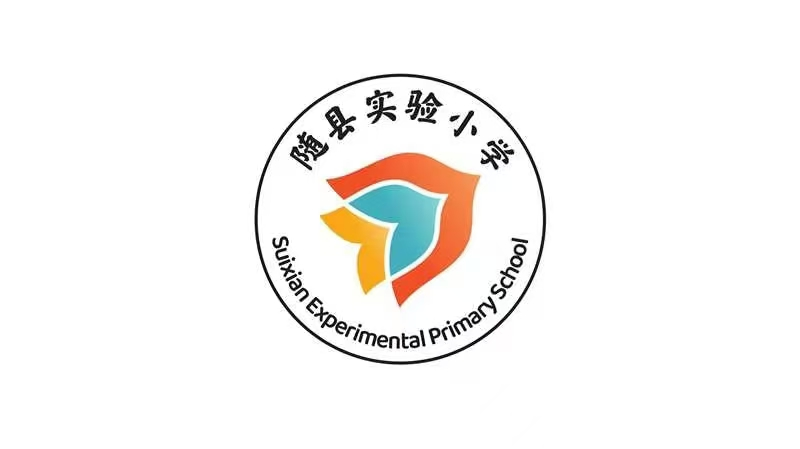 随县实验小学
Suixian Experimental Primary School